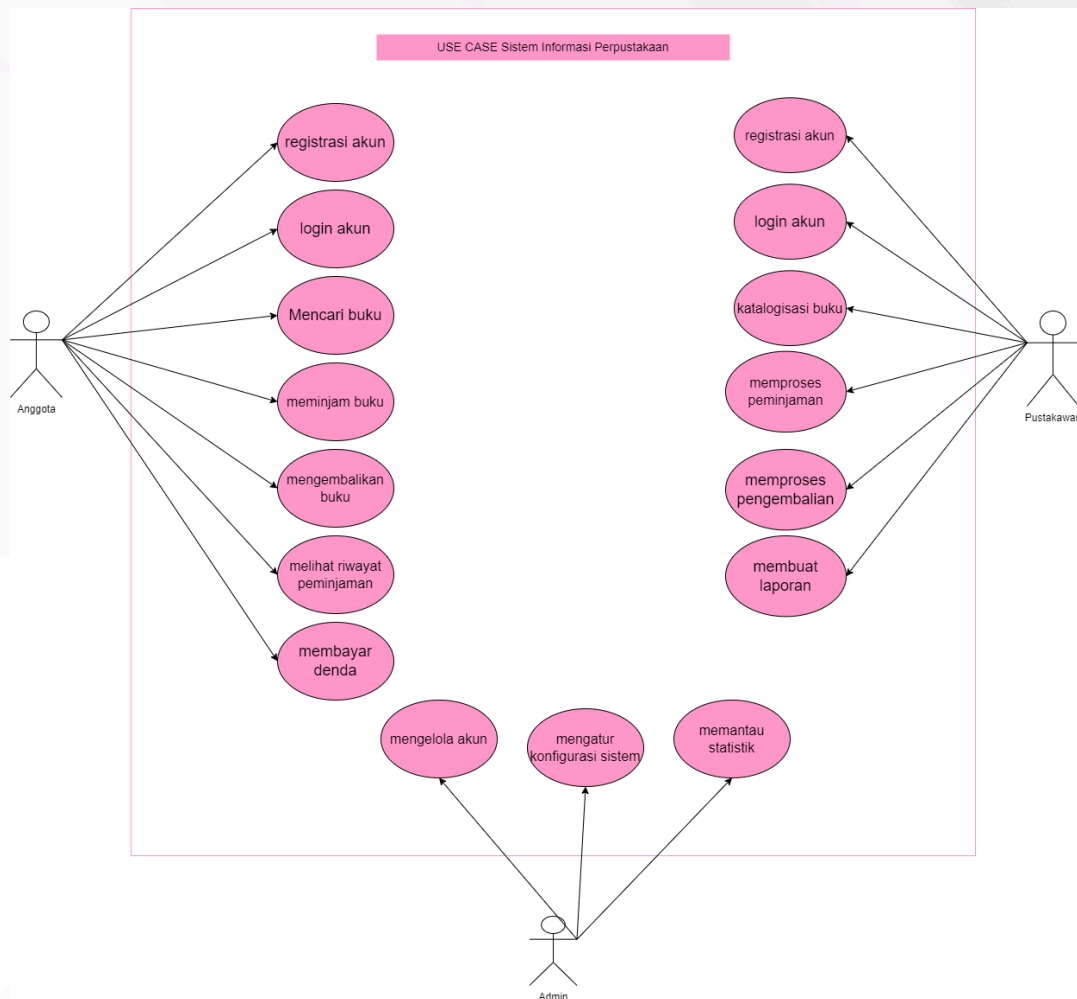 USE CASE Sistem Informasi Perpustakaan
registrasi akun
login akun
Mencari buku
meminjam buku
mengembalikan
buku
melihat riwayat
peminjaman
membayar
denda
Anggota
registrasi akun
login akun
katalogisasi buku
memproses
peminjaman
memproses
pengembalian
membuat
laporan
Pustakawan
mengelola akun
mengatur
konfigurasi sistem
memantau
statistik
Admin